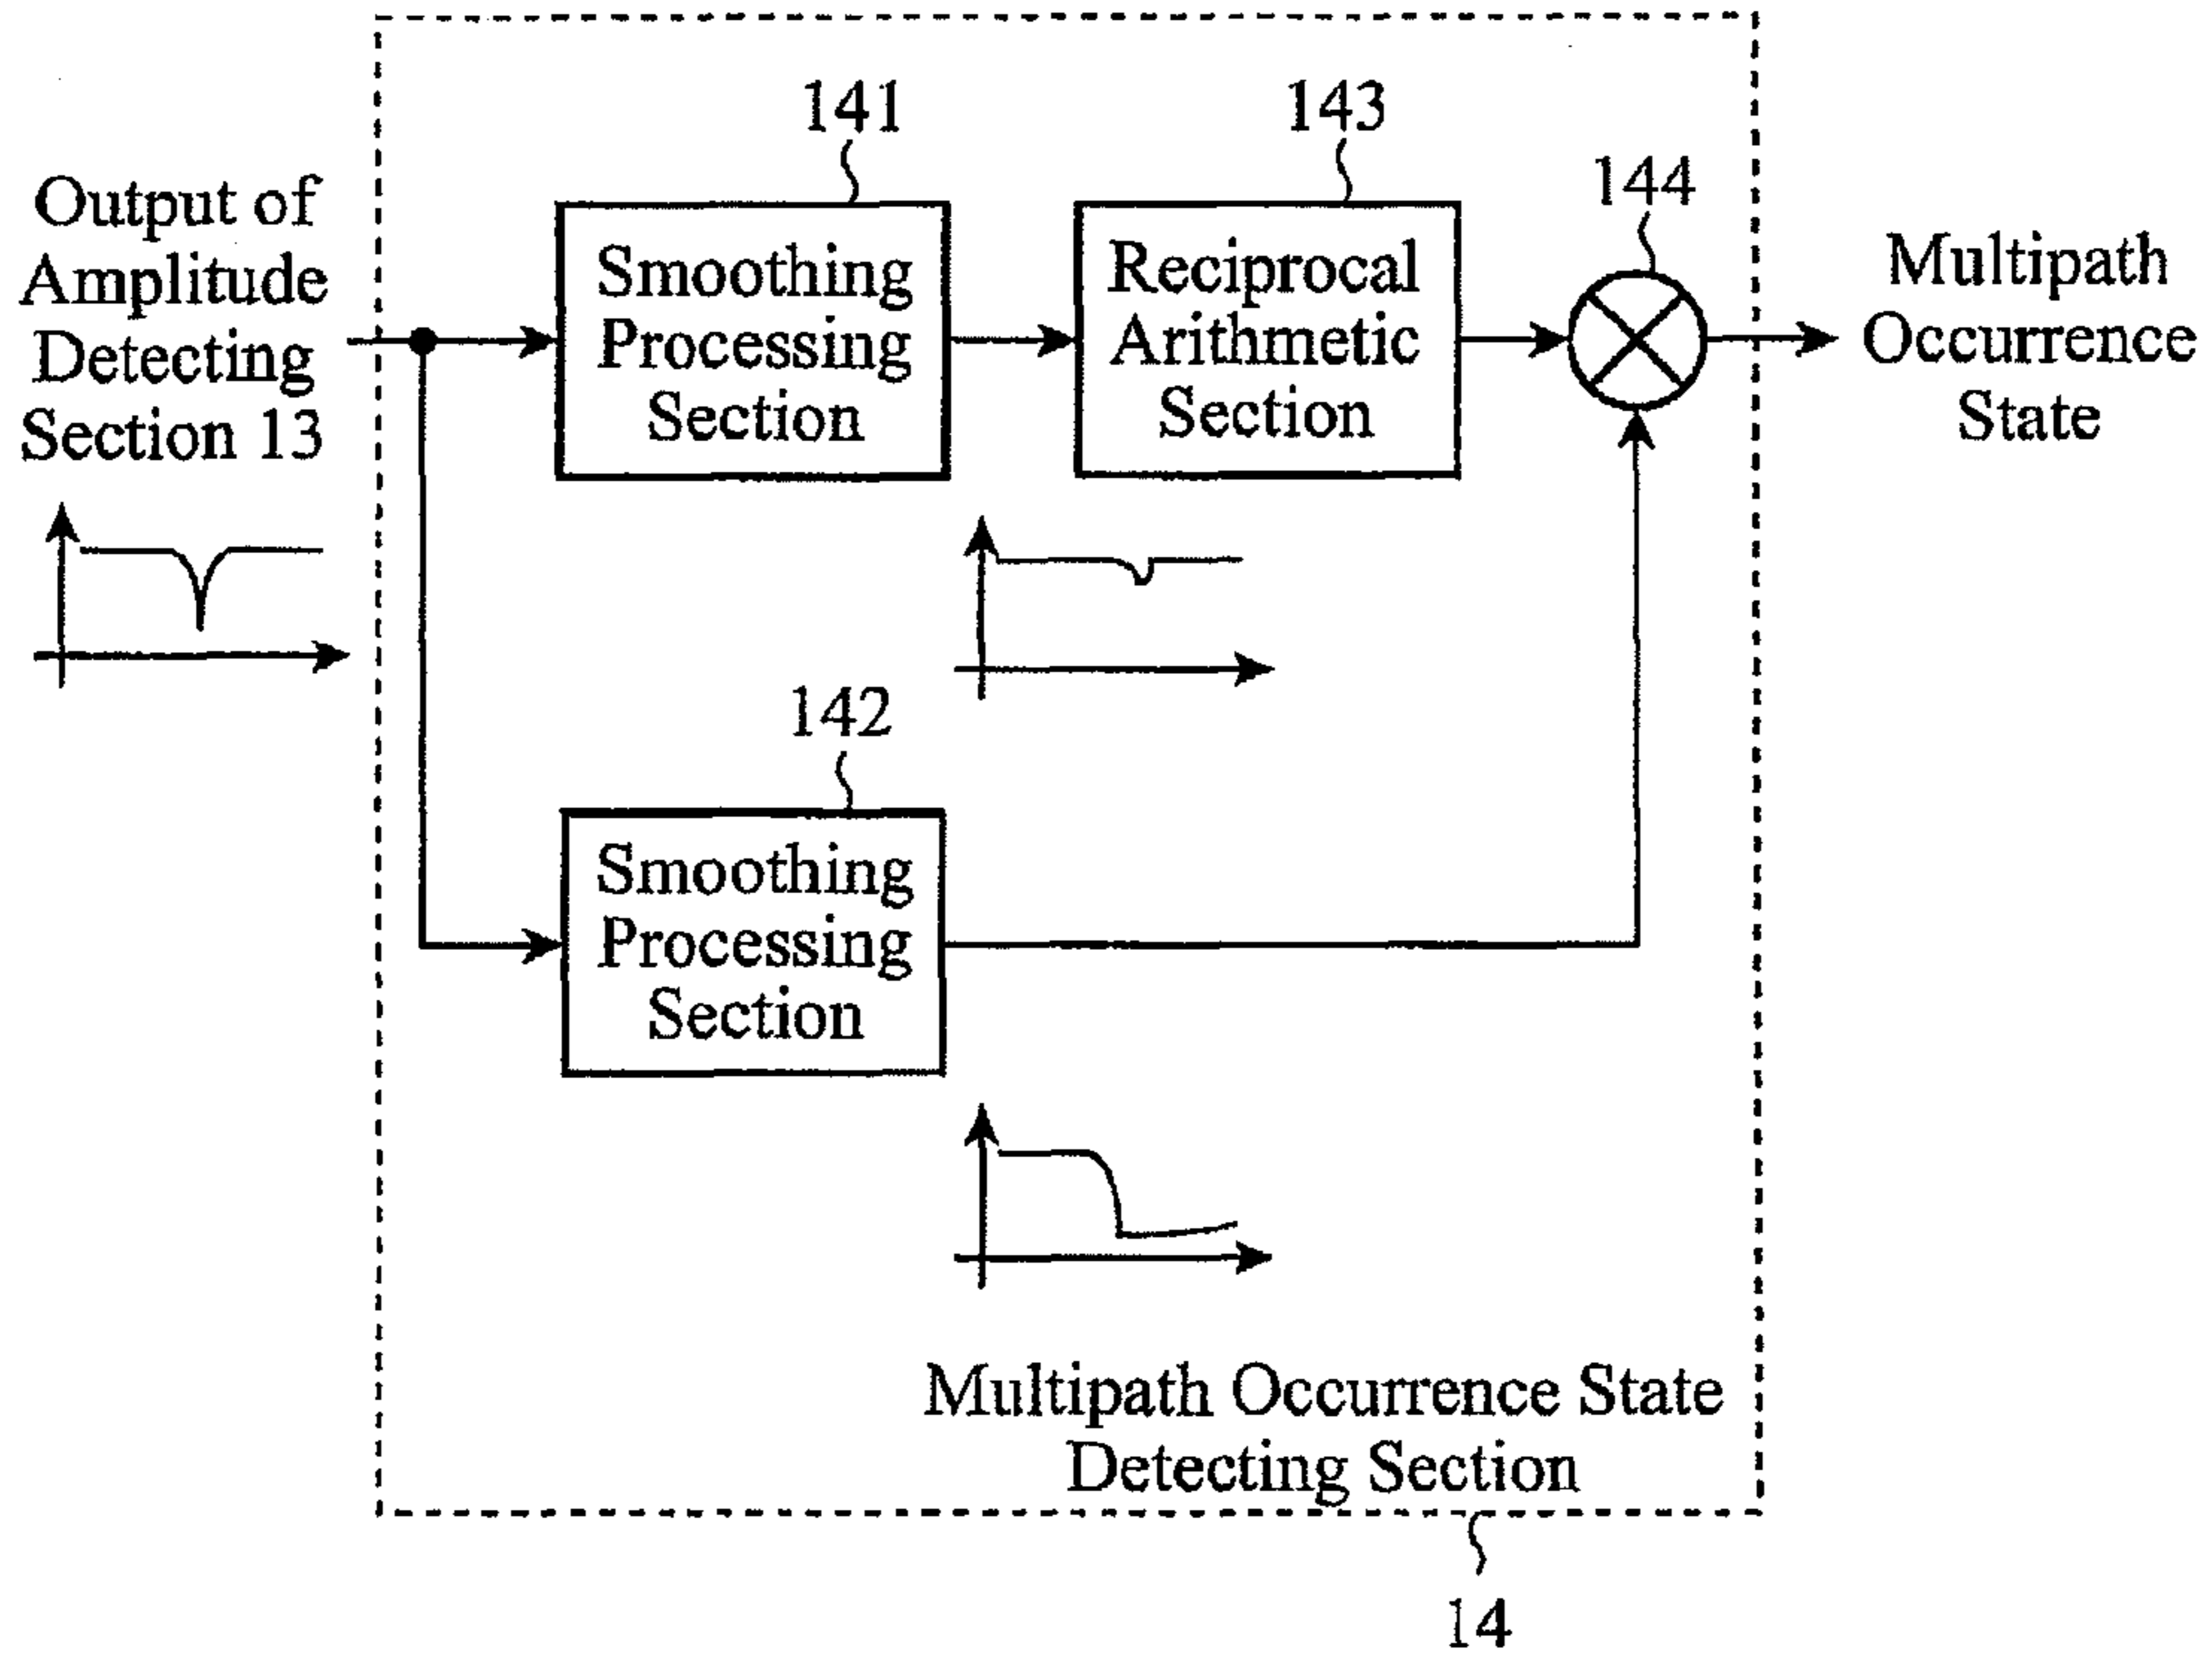 141
143
144
Output of
Amplitude
Detecting
Section 13
Smoothing
Processing
Section
Reciprocal
Arithmetic
Section
Multipath
Occurrence
State
142
Smoothing
Processing
Section
Multipath Occurrence State
Detecting Section
14